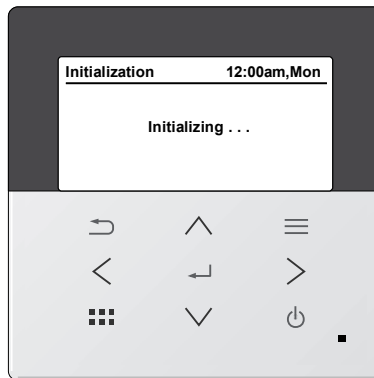 Initialization 12:00am,Mon
Initializing . . .